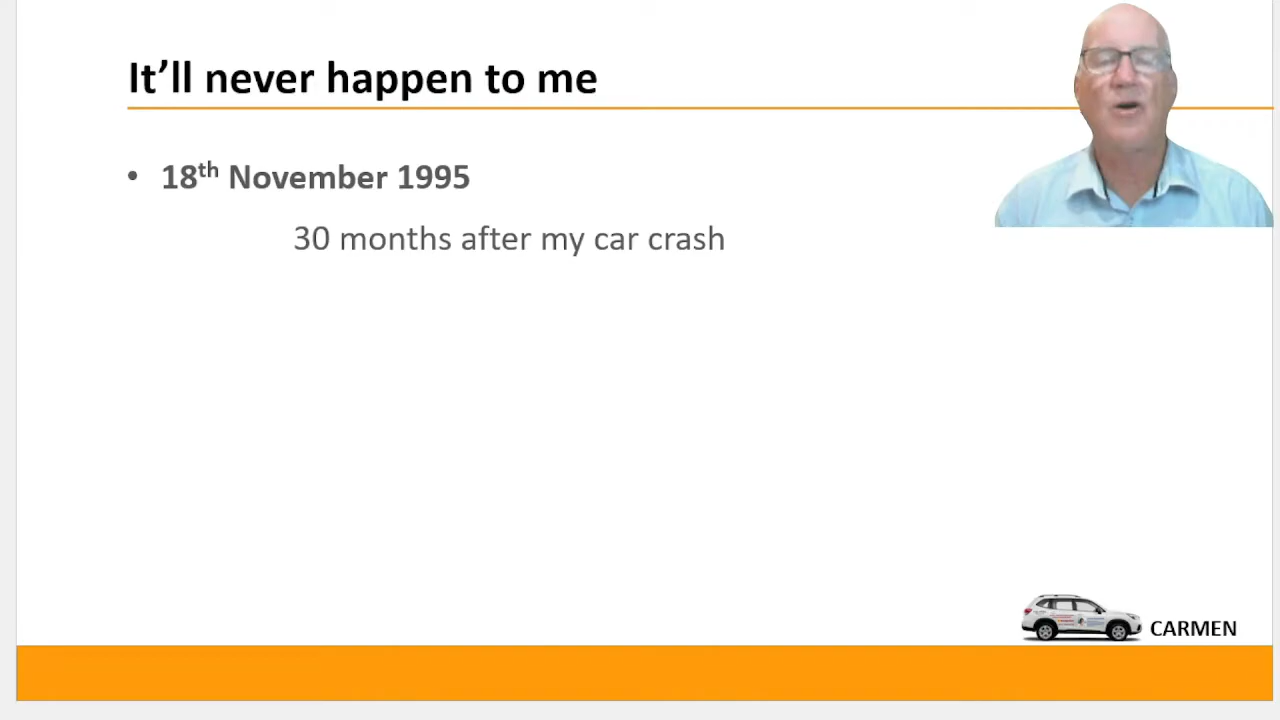 It’ll never happen to me
• 18th November 1995
30 months after my car crash
CARMEN